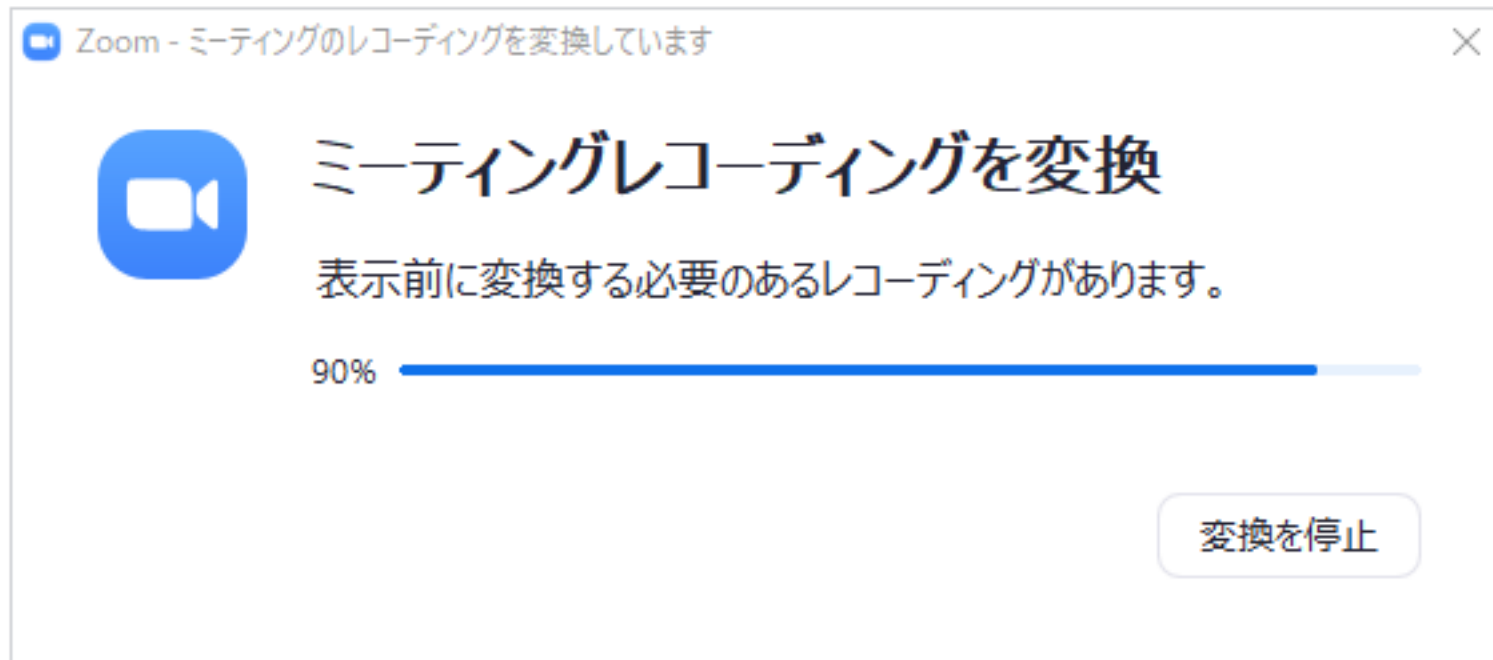 Zoom - ミーティングのレコーディングを変換しています
ミーティングレコーディングを変換
表示前に変換する必要のあるレコーディングがあります。
90%
変換を停止